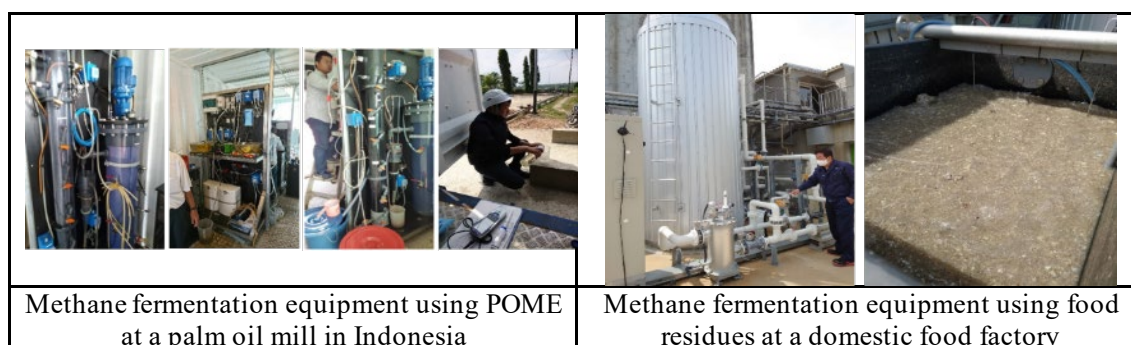 Methane fermentation equipment using POME
at a palm oil mill in Indonesia
Methane fermentation equipment using food
residues at a domestic food factory